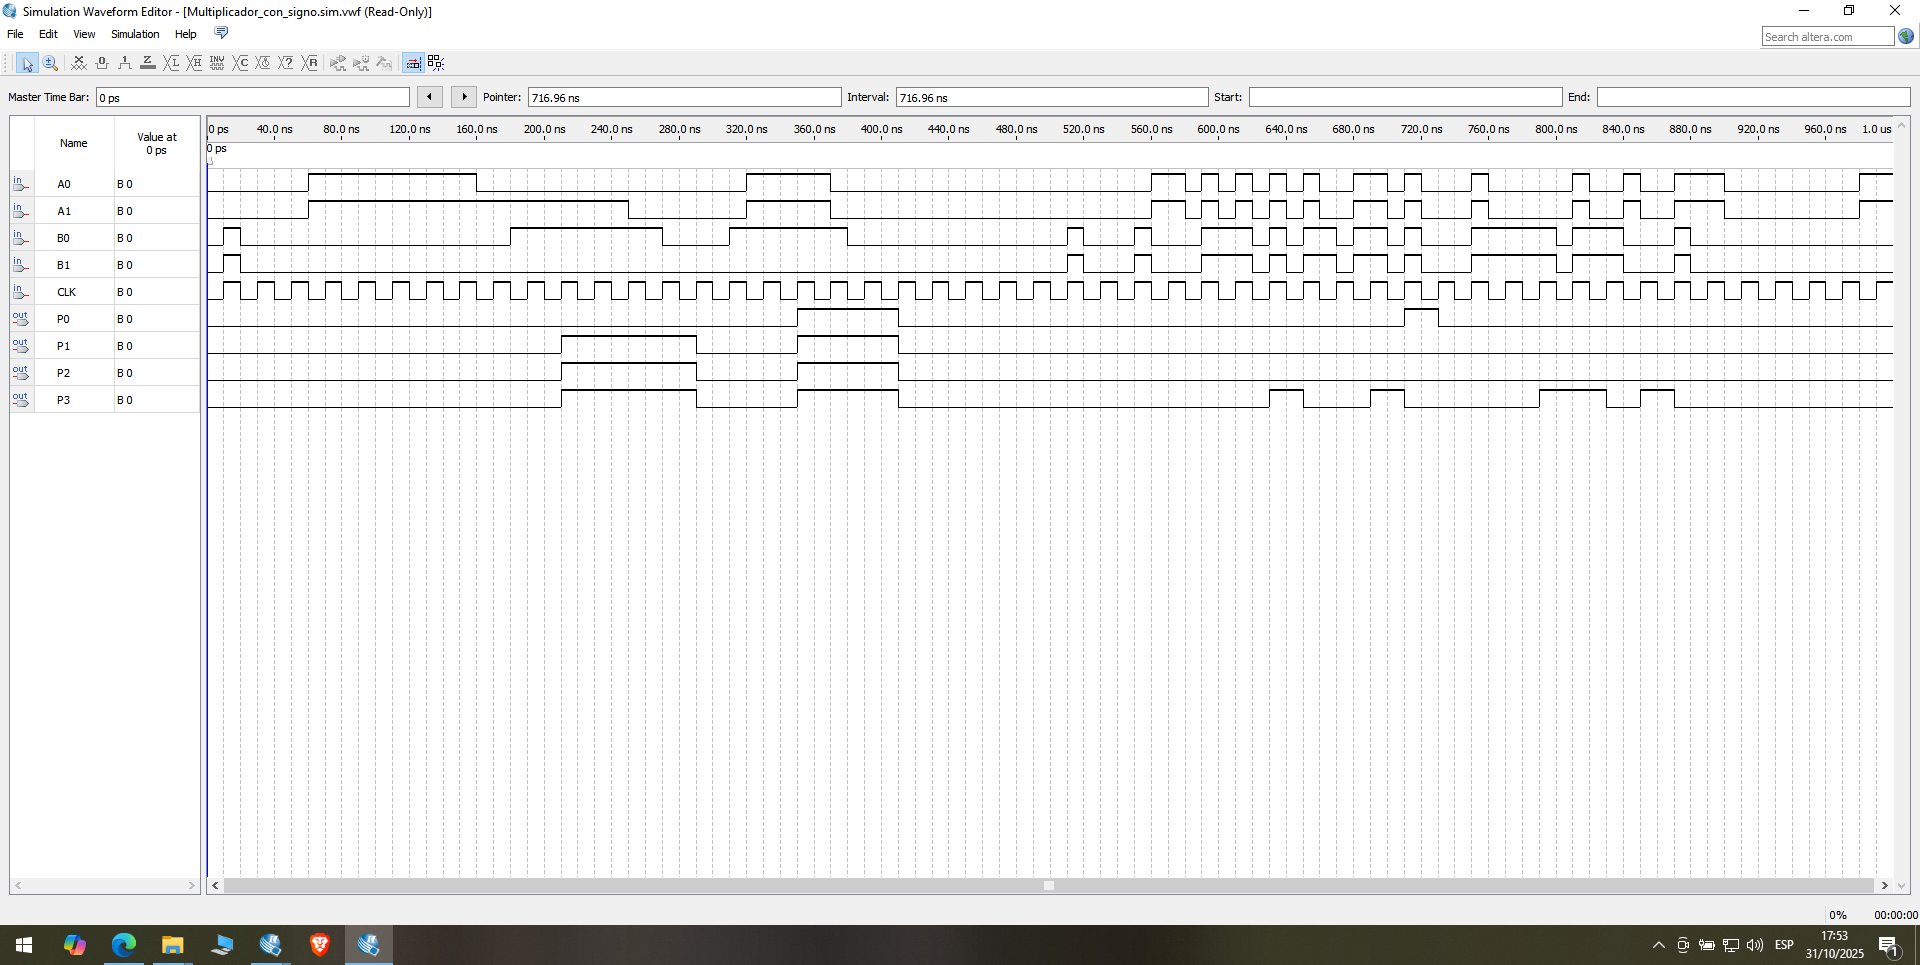 Simulation Waveform Editor - [Multiplicador_con_signo.sim.vwf (Read-Only)]
File Edit View Simulation Help
Search altera.com
Master Time Bar: 0 ps Pointer: 716.96 ns Interval: 716.96 ns Start: End:
Name Value at 0 ps
0 ps 40.0 ns 80.0 ns 120.0 ns 160.0 ns 200.0 ns 240.0 ns 280.0 ns 320.0 ns 360.0 ns 400.0 ns 440.0 ns 480.0 ns 520.0 ns 560.0 ns 600.0 ns 640.0 ns 680.0 ns 720.0 ns 760.0 ns 800.0 ns 840.0 ns 880.0 ns 920.0 ns 960.0 ns 1.0 us
0 ps
in A0 B 0
in A1 B 0
in B0 B 0
in B1 B 0
in CLK B 0
out P0 B 0
out P1 B 0
out P2 B 0
out P3 B 0
0% 00:00:00
ESP
17:53
31/10/2025
1